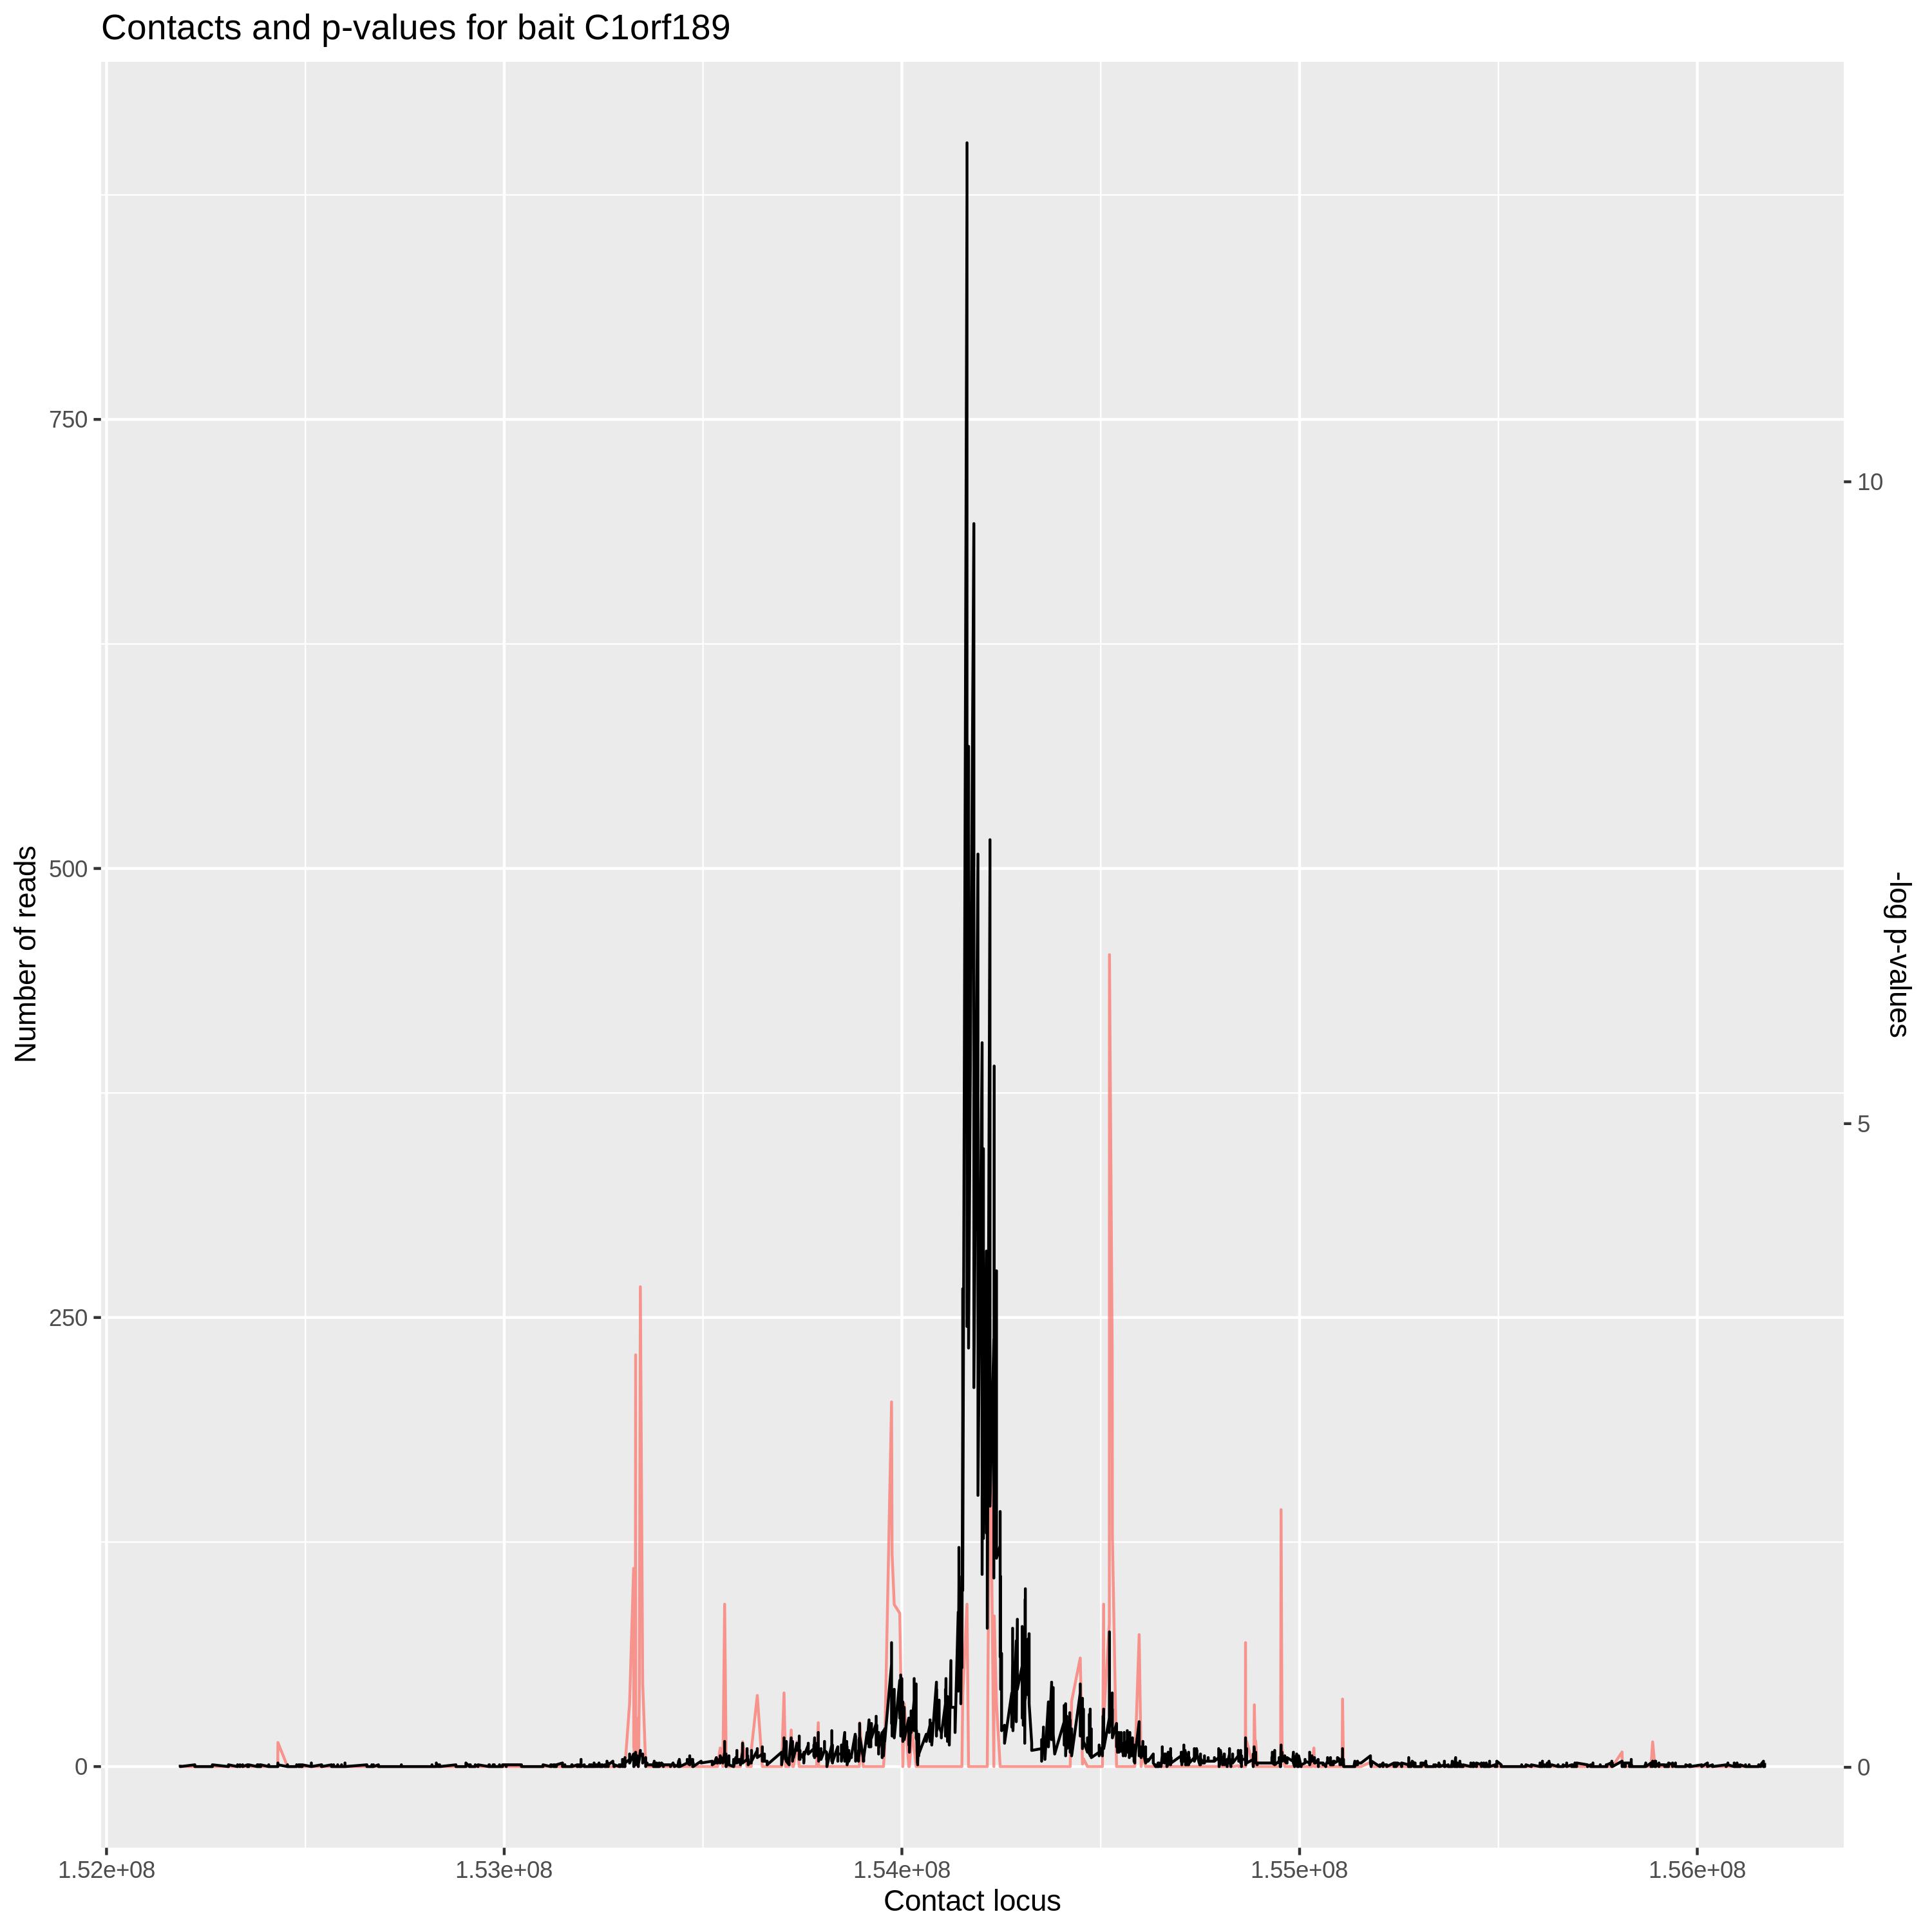 Contacts and p-values for bait C1orf189
Number of reads
750
500
250
0
10
5
0
-log p-values
1.52e+08
1.53e+08
1.54e+08
1.55e+08
1.56e+08
Contact locus